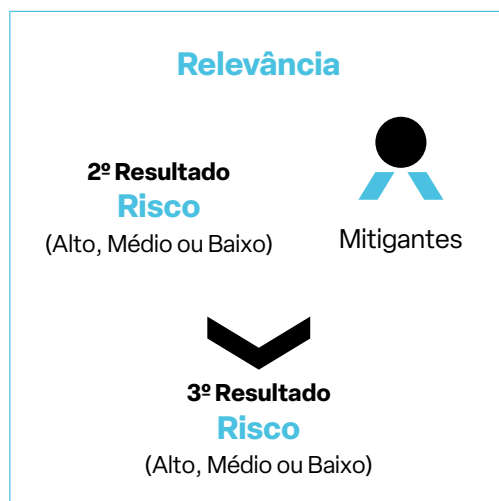 Relevância
2º Resultado
Risco
(Alto, Médio ou Baixo)
Mitigantes
3º Resultado
Risco
(Alto, Médio ou Baixo)